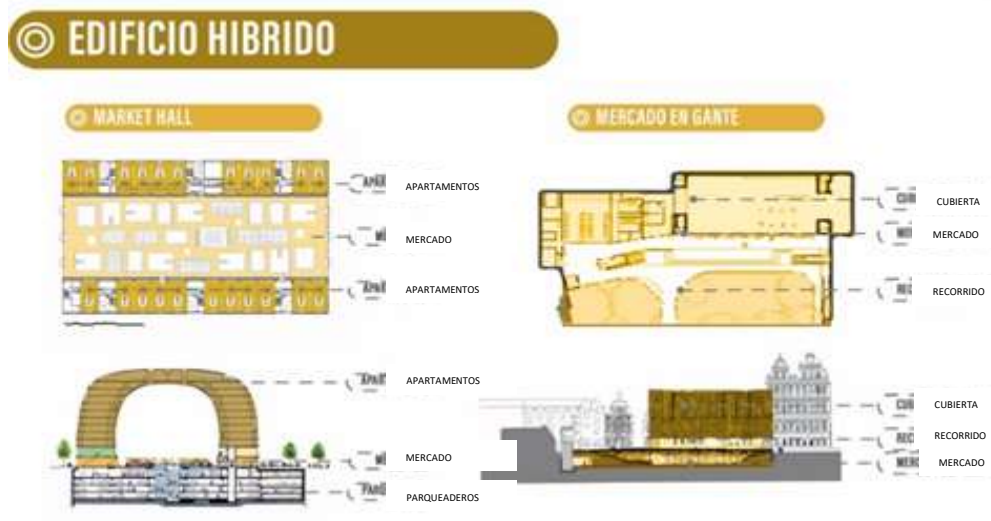 EDIFICIO HIBRIDO
MARKET HALL
APARTAMENTOS
MERCADO
APARTAMENTOS
APARTAMENTOS
MERCADO
PARQUEADEROS
MERCADO EN GANTE
CUBIERTA
MERCADO
RECORRIDO
CUBIERTA
RECORRIDO
MERCADO